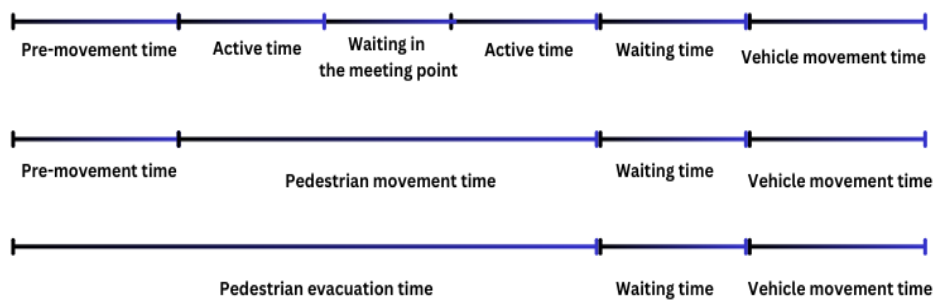 Pre-movement time
Active time
Waiting in
the meeting point
Active time
Waiting time
Vehicle movement time
Pre-movement time
Pedestrian movement time
Waiting time
Vehicle movement time
Pedestrian evacuation time
Waiting time
Vehicle movement time